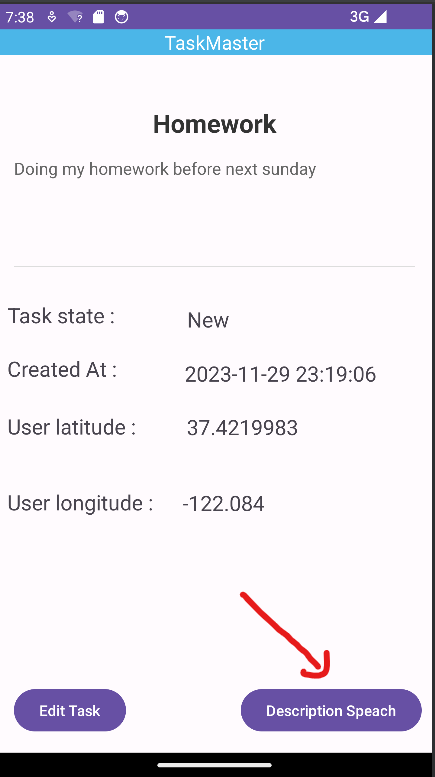 7:38 3G
TaskMaster
Homework
Doing my homework before next sunday
Task state : New
Created At : 2023-11-29 23:19:06
User latitude : 37.4219983
User longitude : -122.084
Edit Task Description Speach